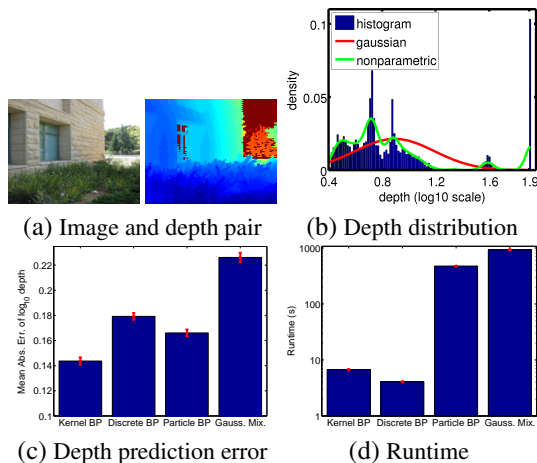 0.1
histogram
gaussian
nonparametric
density
0.05
0
0.4
0.8
1.2
1.6
1.9
depth (log10 scale)
(a) Image and depth pair
(b) Depth distribution
Mean Abs. Err. of log10 depth
0.22
0.2
0.18
0.16
0.14
0.12
0.1
Kernel BP
Discrete BP
Particle BP
Gauss. Mix.
(c) Depth prediction error
Runtime (s)
1000
100
10
1
Kernel BP
Discrete BP
Particle BP
Gauss. Mix.
(d) Runtime